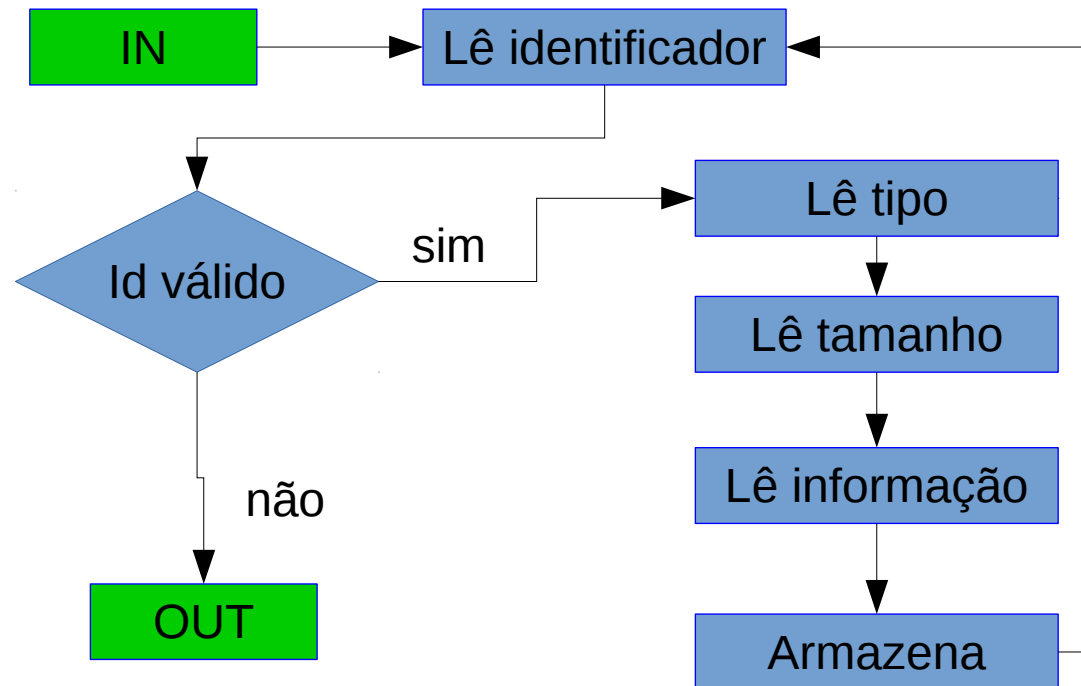 IN
Lê identificador
Lê tipo
sim
Id válido
Lê tamanho
Lê informação
não
OUT
Armazena